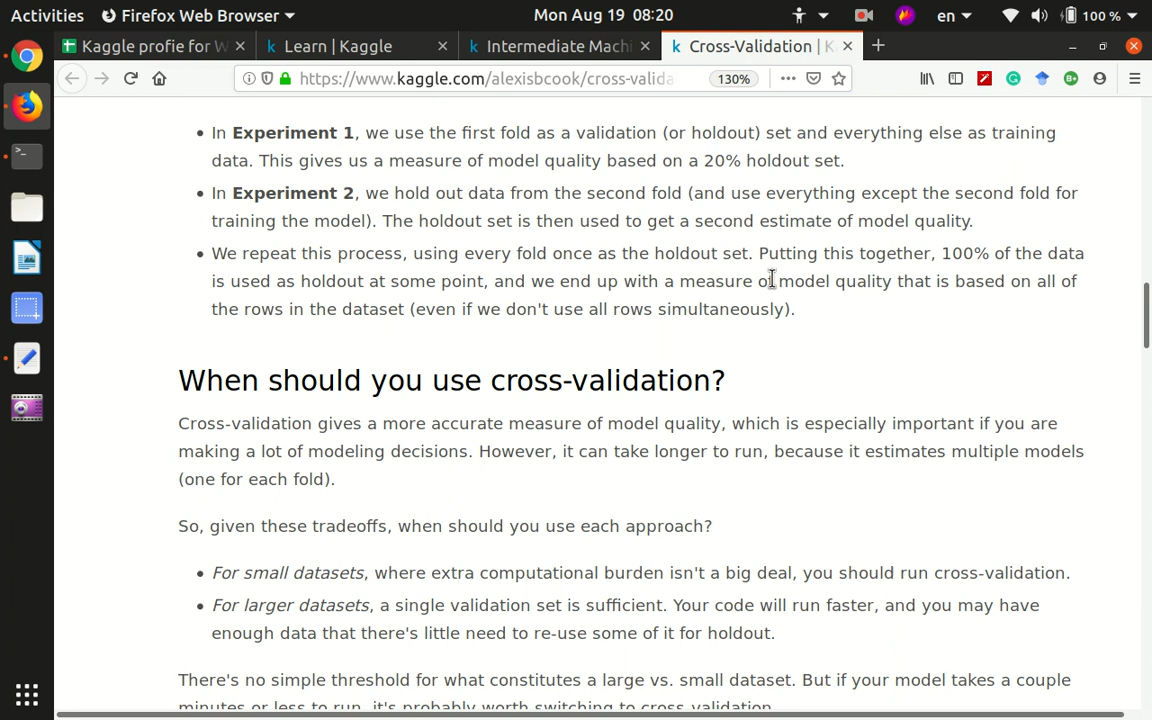 Activities Firefox Web Browser Mon Aug 19 08:20 en 100 %
Kaggle profie for W Learn | Kaggle Intermediate Machi Cross-Validation | K
https://www.kaggle.com/alexisbcook/cross-valida 130%
In Experiment 1, we use the first fold as a validation (or holdout) set and everything else as training
data. This gives us a measure of model quality based on a 20% holdout set.
In Experiment 2, we hold out data from the second fold (and use everything except the second fold for
training the model). The holdout set is then used to get a second estimate of model quality.
We repeat this process, using every fold once as the holdout set. Putting this together, 100% of the data
is used as holdout at some point, and we end up with a measure of model quality that is based on all of
the rows in the dataset (even if we don't use all rows simultaneously).
When should you use cross-validation?
Cross-validation gives a more accurate measure of model quality, which is especially important if you are
making a lot of modeling decisions. However, it can take longer to run, because it estimates multiple models
(one for each fold).
So, given these tradeoffs, when should you use each approach?
For small datasets, where extra computational burden isn't a big deal, you should run cross-validation.
For larger datasets, a single validation set is sufficient. Your code will run faster, and you may have
enough data that there's little need to re-use some of it for holdout.
There's no simple threshold for what constitutes a large vs. small dataset. But if your model takes a couple
minutes or less to run, it's probably worth switching to cross-validation.